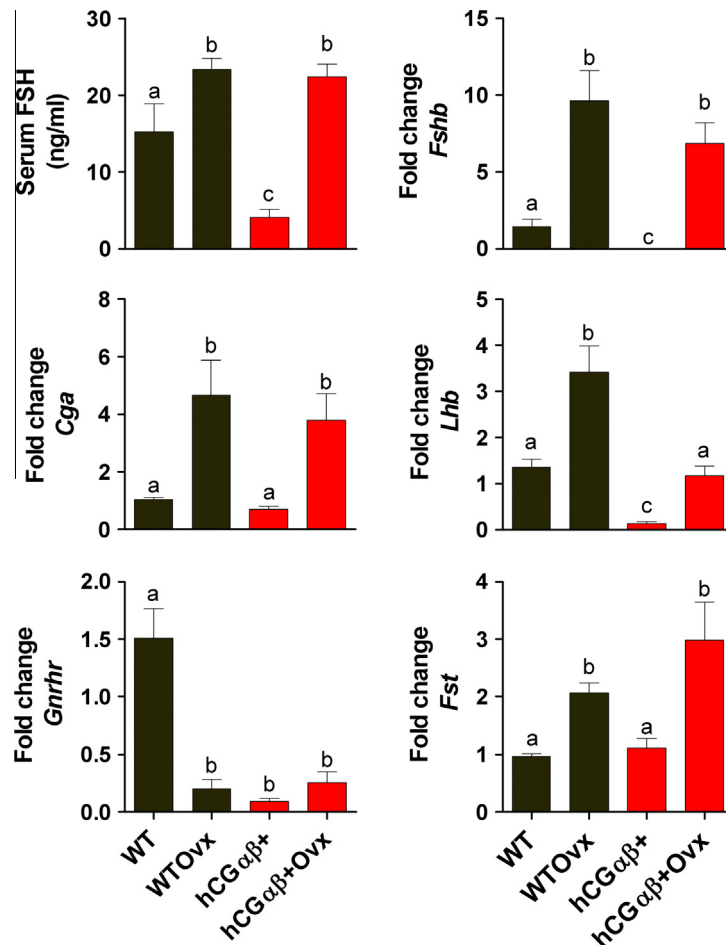 Serum FSH
(ng/ml)
30
20
10
0
a
b
c
b
Fold change
Fshb
15
10
5
0
a
b
c
b
Fold change
Cga
8
6
4
2
0
a
b
a
b
Fold change
Lhb
5
4
3
2
1
0
a
b
c
a
Fold change
Gnrhr
2.0
1.5
1.0
0.5
0.0
a
b
b
b
WT
WTOvx
hCGαβ+
hCGαβ+Ovx
Fold change
Fst
4
3
2
1
0
a
b
a
b
WT
WTOvx
hCGαβ+
hCGαβ+Ovx